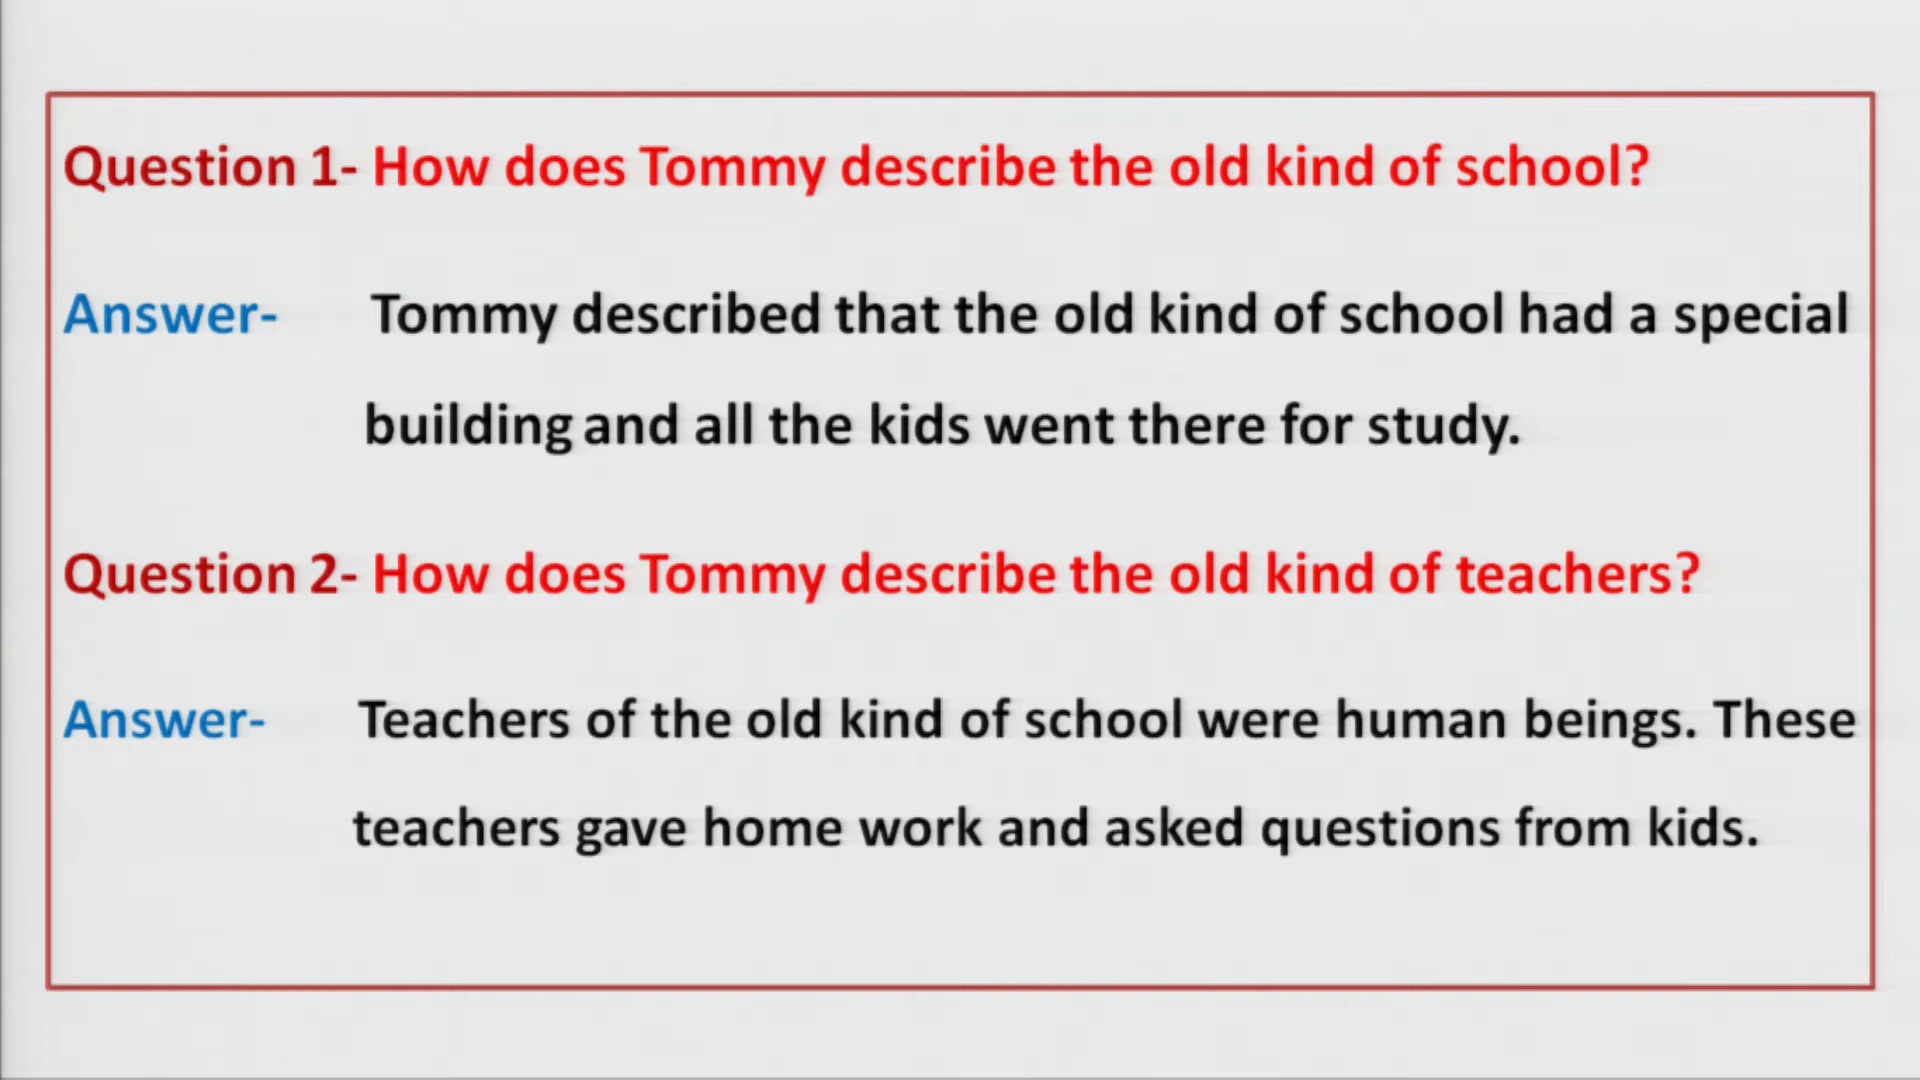 Question 1- How does Tommy describe the old kind of school?
Answer- Tommy described that the old kind of school had a special
building and all the kids went there for study.
Question 2- How does Tommy describe the old kind of teachers?
Answer- Teachers of the old kind of school were human beings. These
teachers gave home work and asked questions from kids.